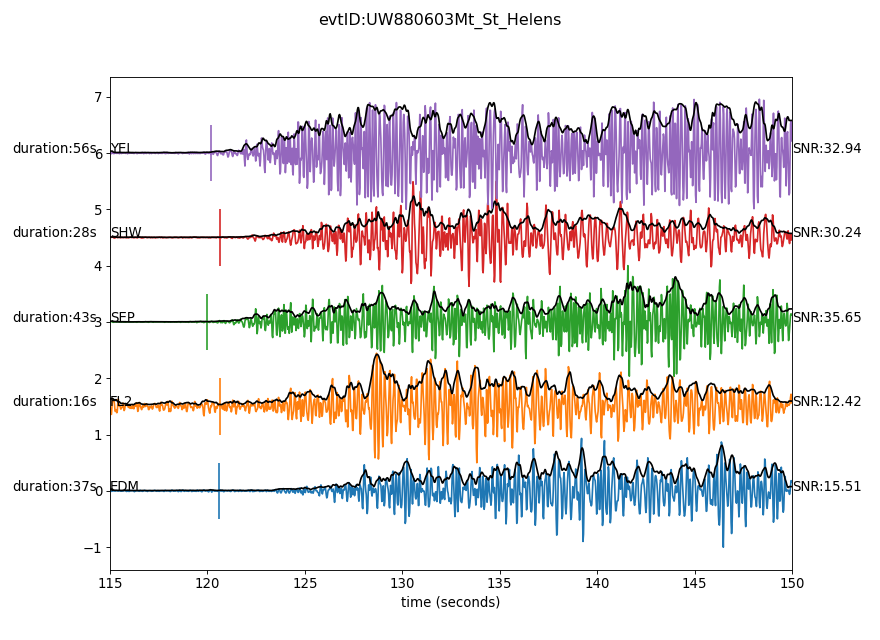 evtID:UW880603Mt_St_Helens
7
duration:56s YEL SNR:32.94
6
5
duration:28s SHW SNR:30.24
4
duration:43s SEP SNR:35.65
3
2
duration:16s FL2 SNR:12.42
1
duration:37s EDM SNR:15.51
0
−1
115 120 125 130 135 140 145 150
time (seconds)